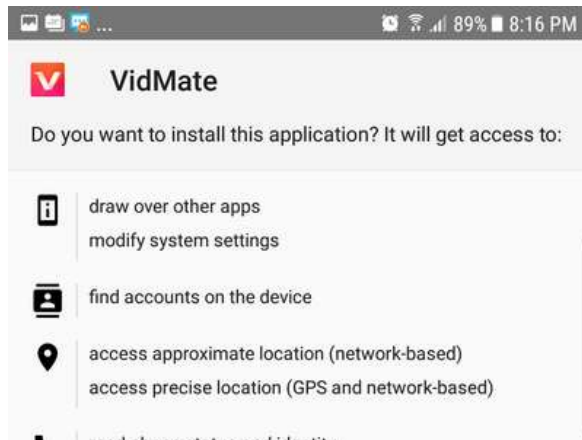 ... 89% 8:16 PM
VidMate
Do you want to install this application? It will get access to:
draw over other apps
modify system settings
find accounts on the device
access approximate location (network-based)
access precise location (GPS and network-based)